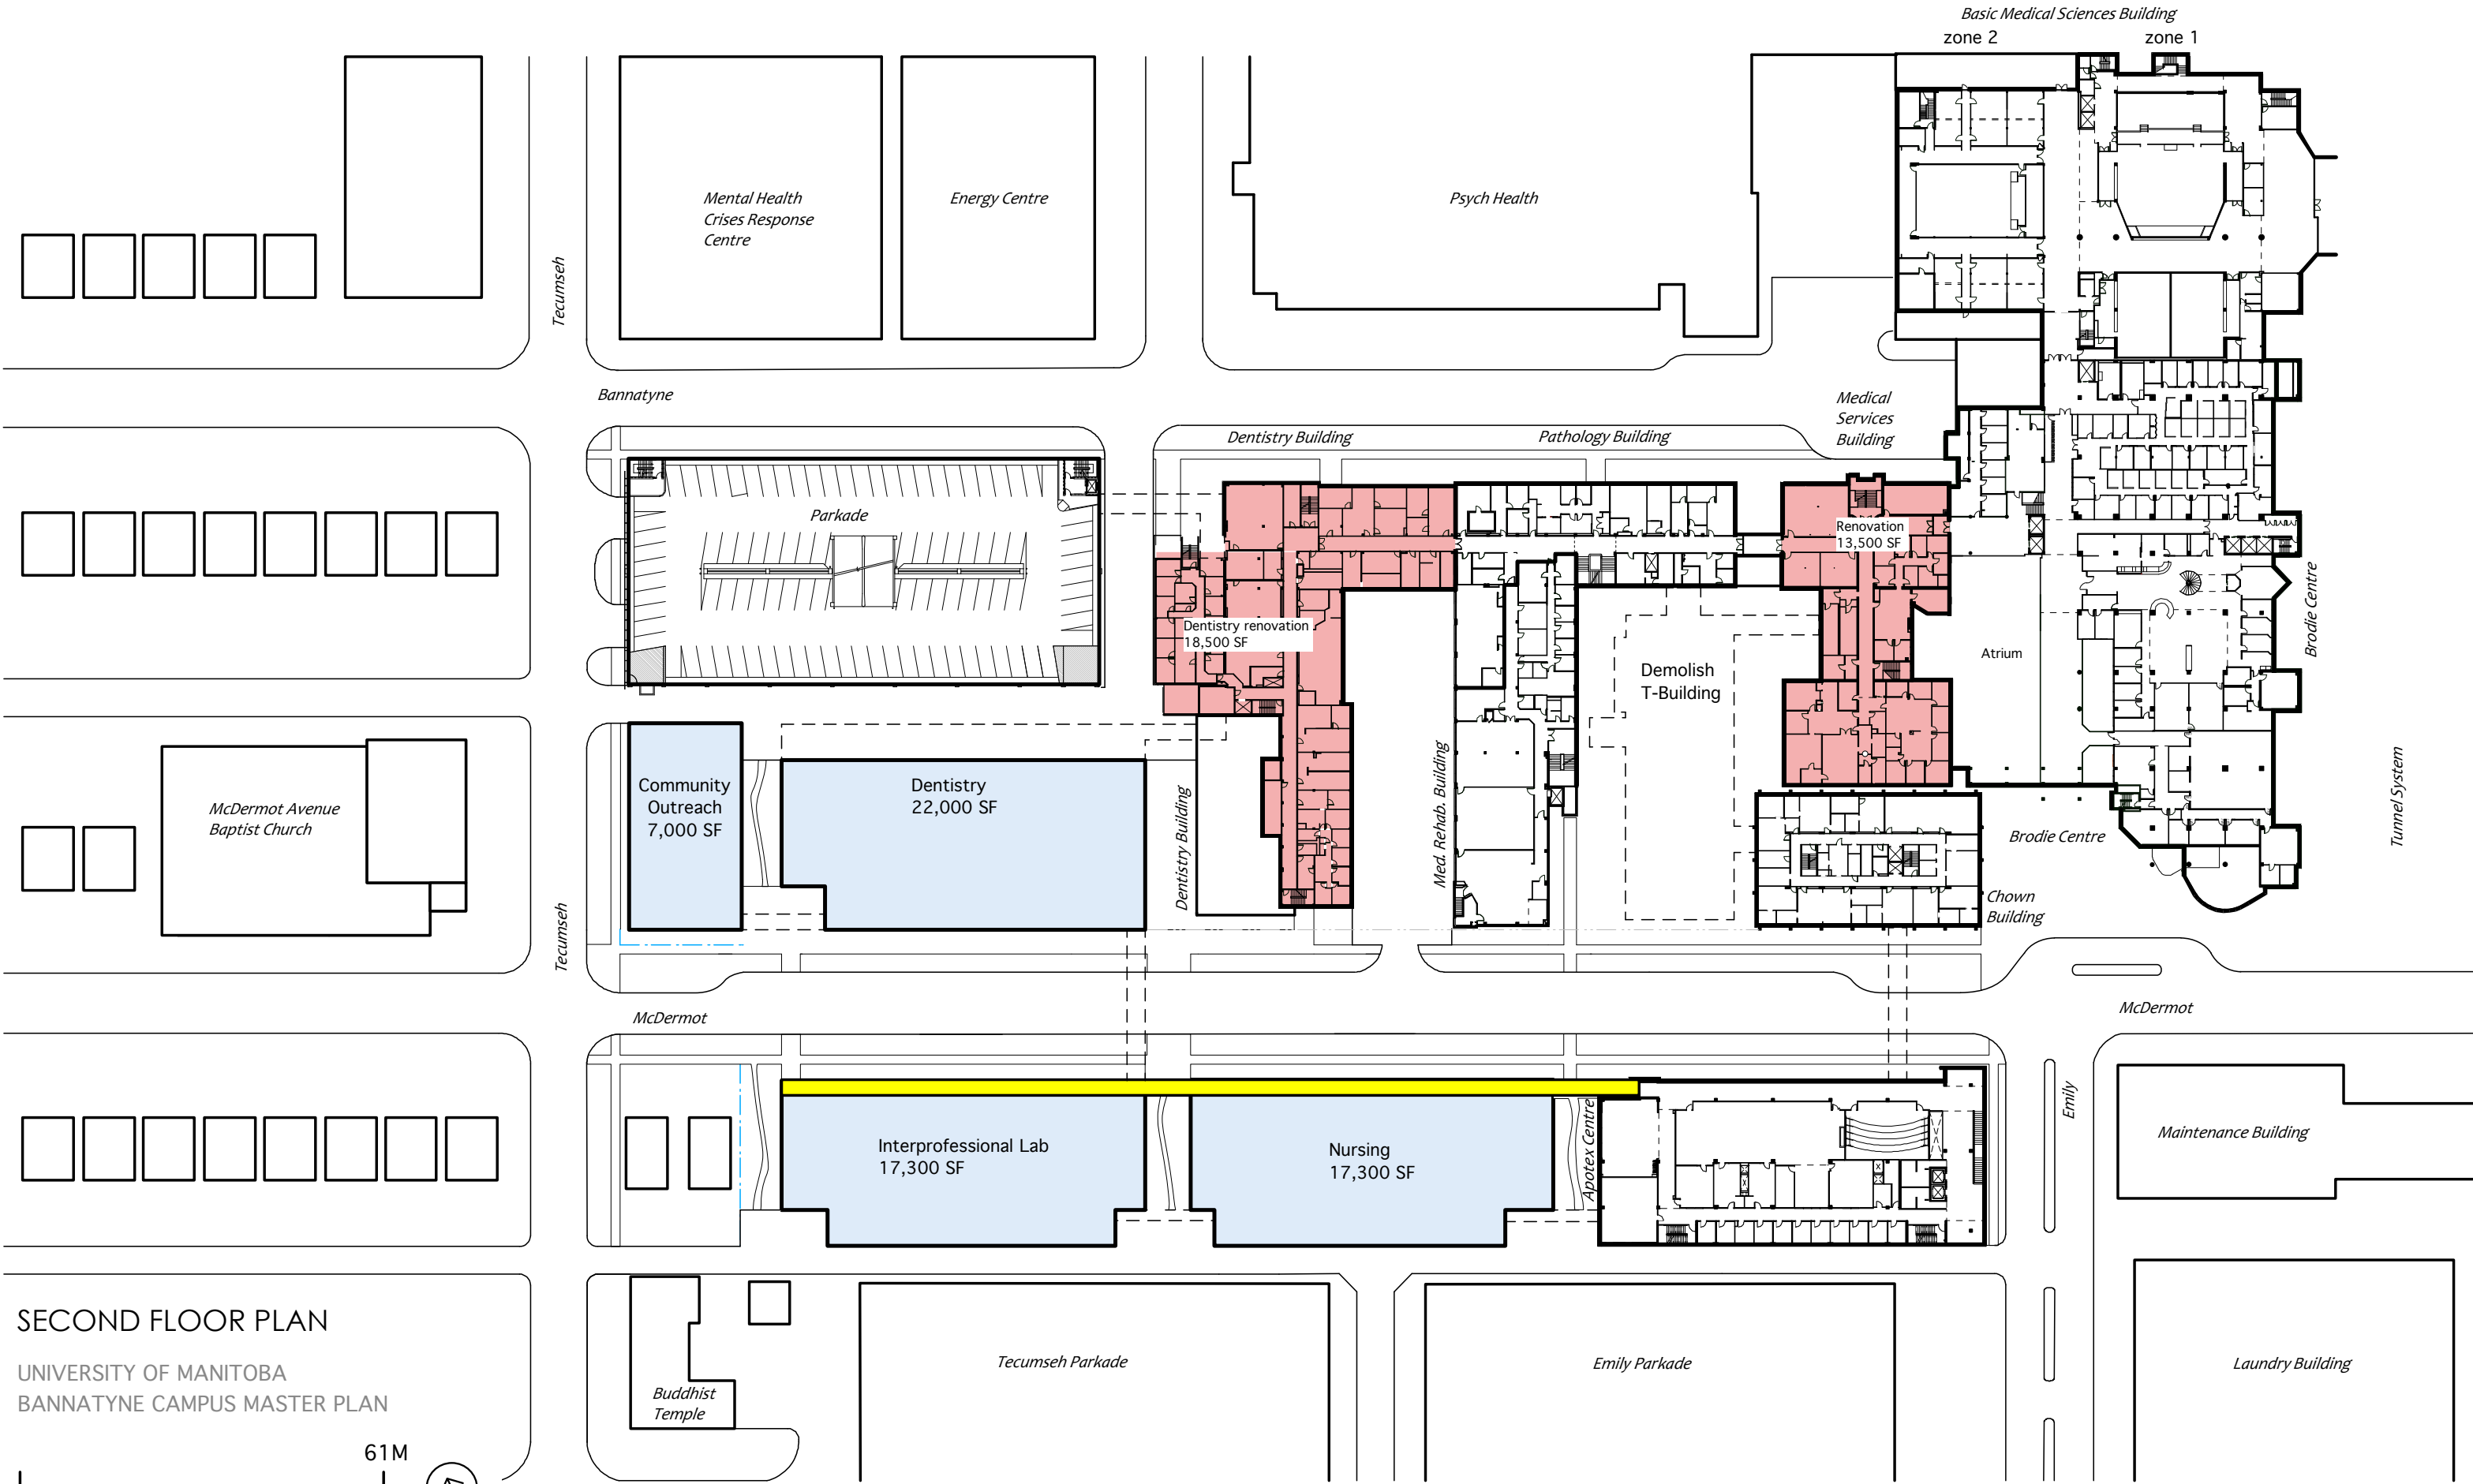 Basic Medical Sciences Building
zone 2
zone 1
Mental Health
Crises Response
Centre
Energy Centre
Psych Health
Tecumseh
Bannatyne
Medical
Services
Building
Dentistry Building
Pathology Building
Parkade
Renovation
13,500 SF
Dentistry renovation
18,500 SF
Demolish
T-Building
Atrium
Brodie Centre
Tunnel System
Community
Outreach
7,000 SF
Dentistry
22,000 SF
Dentistry Building
Med. Rehab. Building
McDermot Avenue
Baptist Church
Brodie Centre
Chown
Building
Tecumseh
McDermot
McDermot
Emily
Interprofessional Lab
17,300 SF
Nursing
17,300 SF
Apotex Centre
Maintenance Building
SECOND FLOOR PLAN
UNIVERSITY OF MANITOBA
BANNATYNE CAMPUS MASTER PLAN
61M
Buddhist
Temple
Tecumseh Parkade
Emily Parkade
Laundry Building